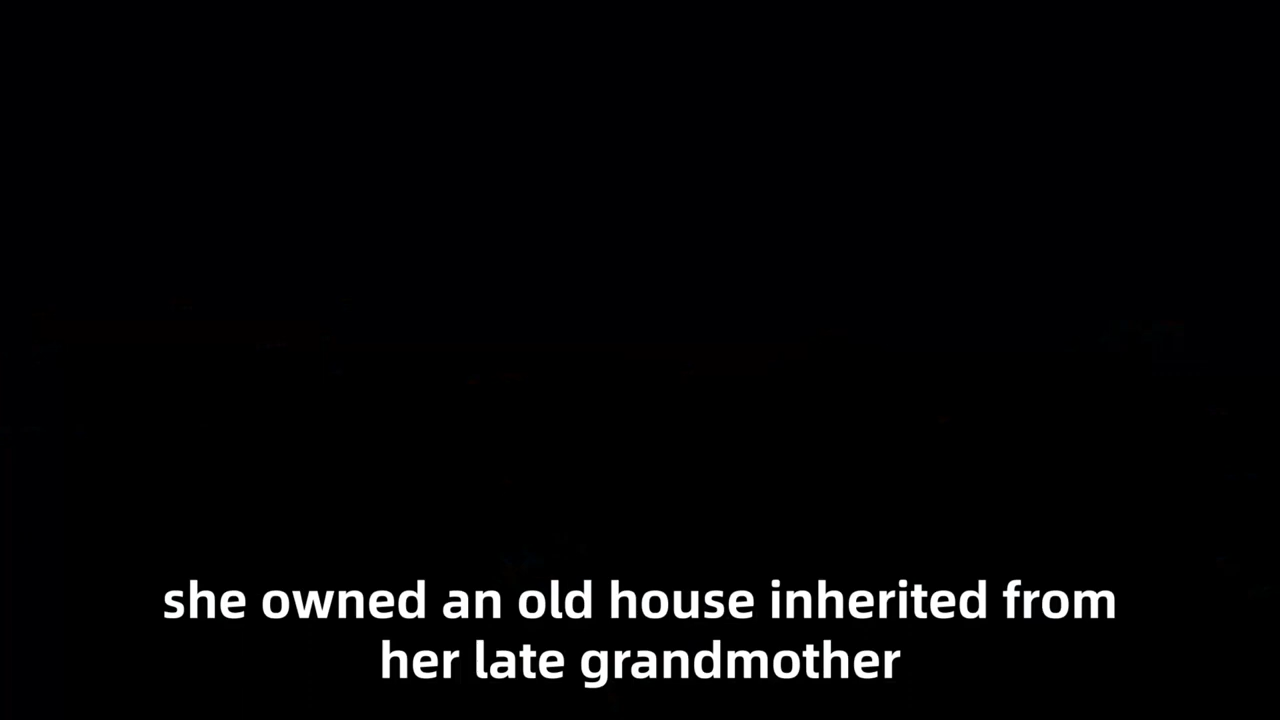 she owned an old house inherited from
her late grandmother